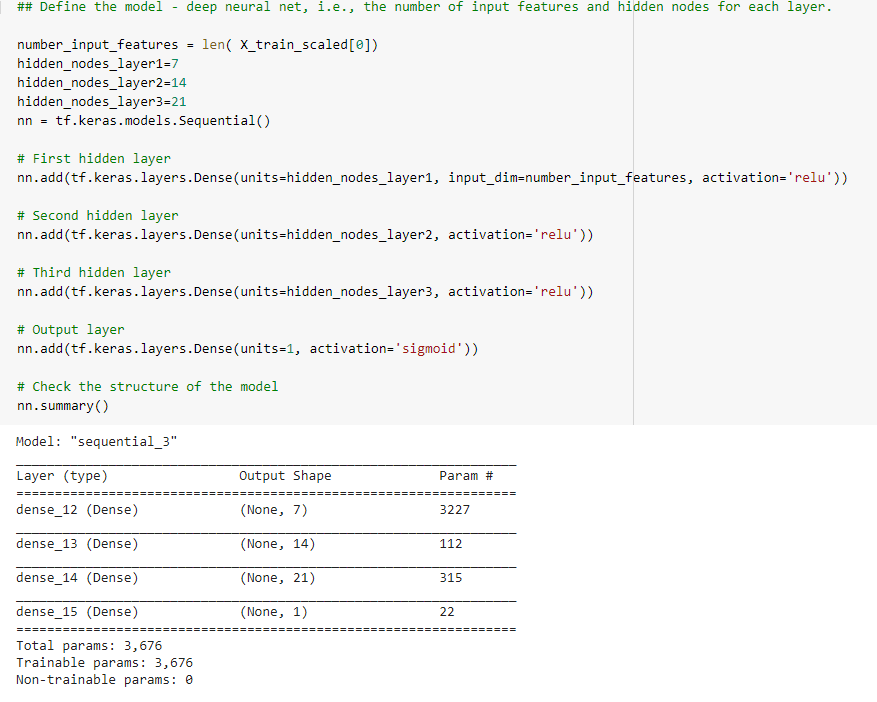 ## Define the model - deep neural net, i.e., the number of input features and hidden nodes for each layer.
number_input_features = len( X_train_scaled[0])
hidden_nodes_layer1=7
hidden_nodes_layer2=14
hidden_nodes_layer3=21
nn = tf.keras.models.Sequential()
# First hidden layer
nn.add(tf.keras.layers.Dense(units=hidden_nodes_layer1, input_dim=number_input_features, activation='relu'))
# Second hidden layer
nn.add(tf.keras.layers.Dense(units=hidden_nodes_layer2, activation='relu'))
# Third hidden layer
nn.add(tf.keras.layers.Dense(units=hidden_nodes_layer3, activation='relu'))
# Output layer
nn.add(tf.keras.layers.Dense(units=1, activation='sigmoid'))
# Check the structure of the model
nn.summary()
Model: "sequential_3"
_________________________________________________________________
Layer (type) Output Shape Param #
=================================================================
dense_12 (Dense) (None, 7) 3227
_________________________________________________________________
dense_13 (Dense) (None, 14) 112
_________________________________________________________________
dense_14 (Dense) (None, 21) 315
_________________________________________________________________
dense_15 (Dense) (None, 1) 22
=================================================================
Total params: 3,676
Trainable params: 3,676
Non-trainable params: 0